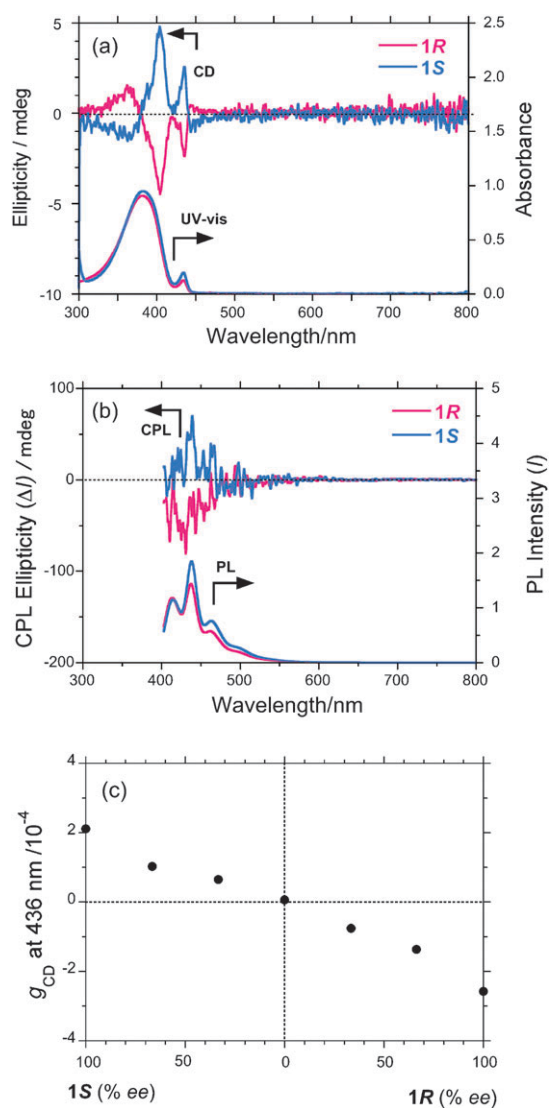 (a)
CD
1R
1S
UV-vis
Ellipticity / mdeg
Absorbance
5
0
-5
-10
2.5
2.0
1.5
1.0
0.5
0.0
300 400 500 600 700 800
Wavelength/nm
(b)
CPL
1R
1S
PL
CPL Ellipticity (ΔI) / mdeg
PL Intensity (I)
100
0
-100
-200
5
4
3
2
1
0
300 400 500 600 700 800
Wavelength/nm
(c)
gCD at 436 nm /10-4
4
2
0
-2
-4
100 50 0 50 100
1S (% ee) 1R (% ee)